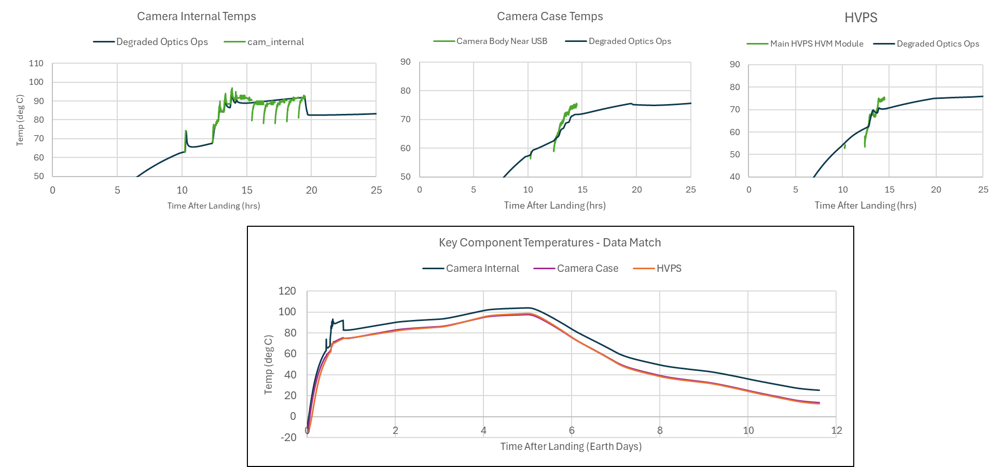 Camera Internal Temps
Degraded Optics Ops cam_internal
110
100
90
80
70
60
50
Temp (deg C)
0 5 10 15 20 25
Time After Landing (hrs)
Camera Case Temps
Camera Body Near USB Degraded Optics Ops
90
80
70
60
50
0 5 10 15 20 25
Time After Landing (hrs)
HVPS
Main HVPS HVM Module Degraded Optics Ops
90
80
70
60
50
40
0 5 10 15 20 25
Time After Landing (hrs)
Key Component Temperatures - Data Match
Camera Internal Camera Case HVPS
120
100
80
60
40
20
0
-20
Temp (deg C)
0 2 4 6 8 10 12
Time After Landing (Earth Days)